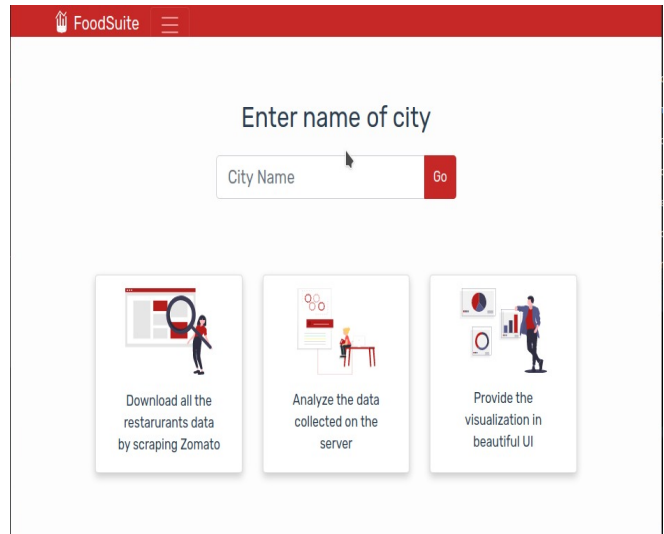 FoodSuite
Enter name of city
City Name
Go
Download all the
restarurants data
by scraping Zomato
Analyze the data
collected on the
server
Provide the
visualization in
beautiful UI